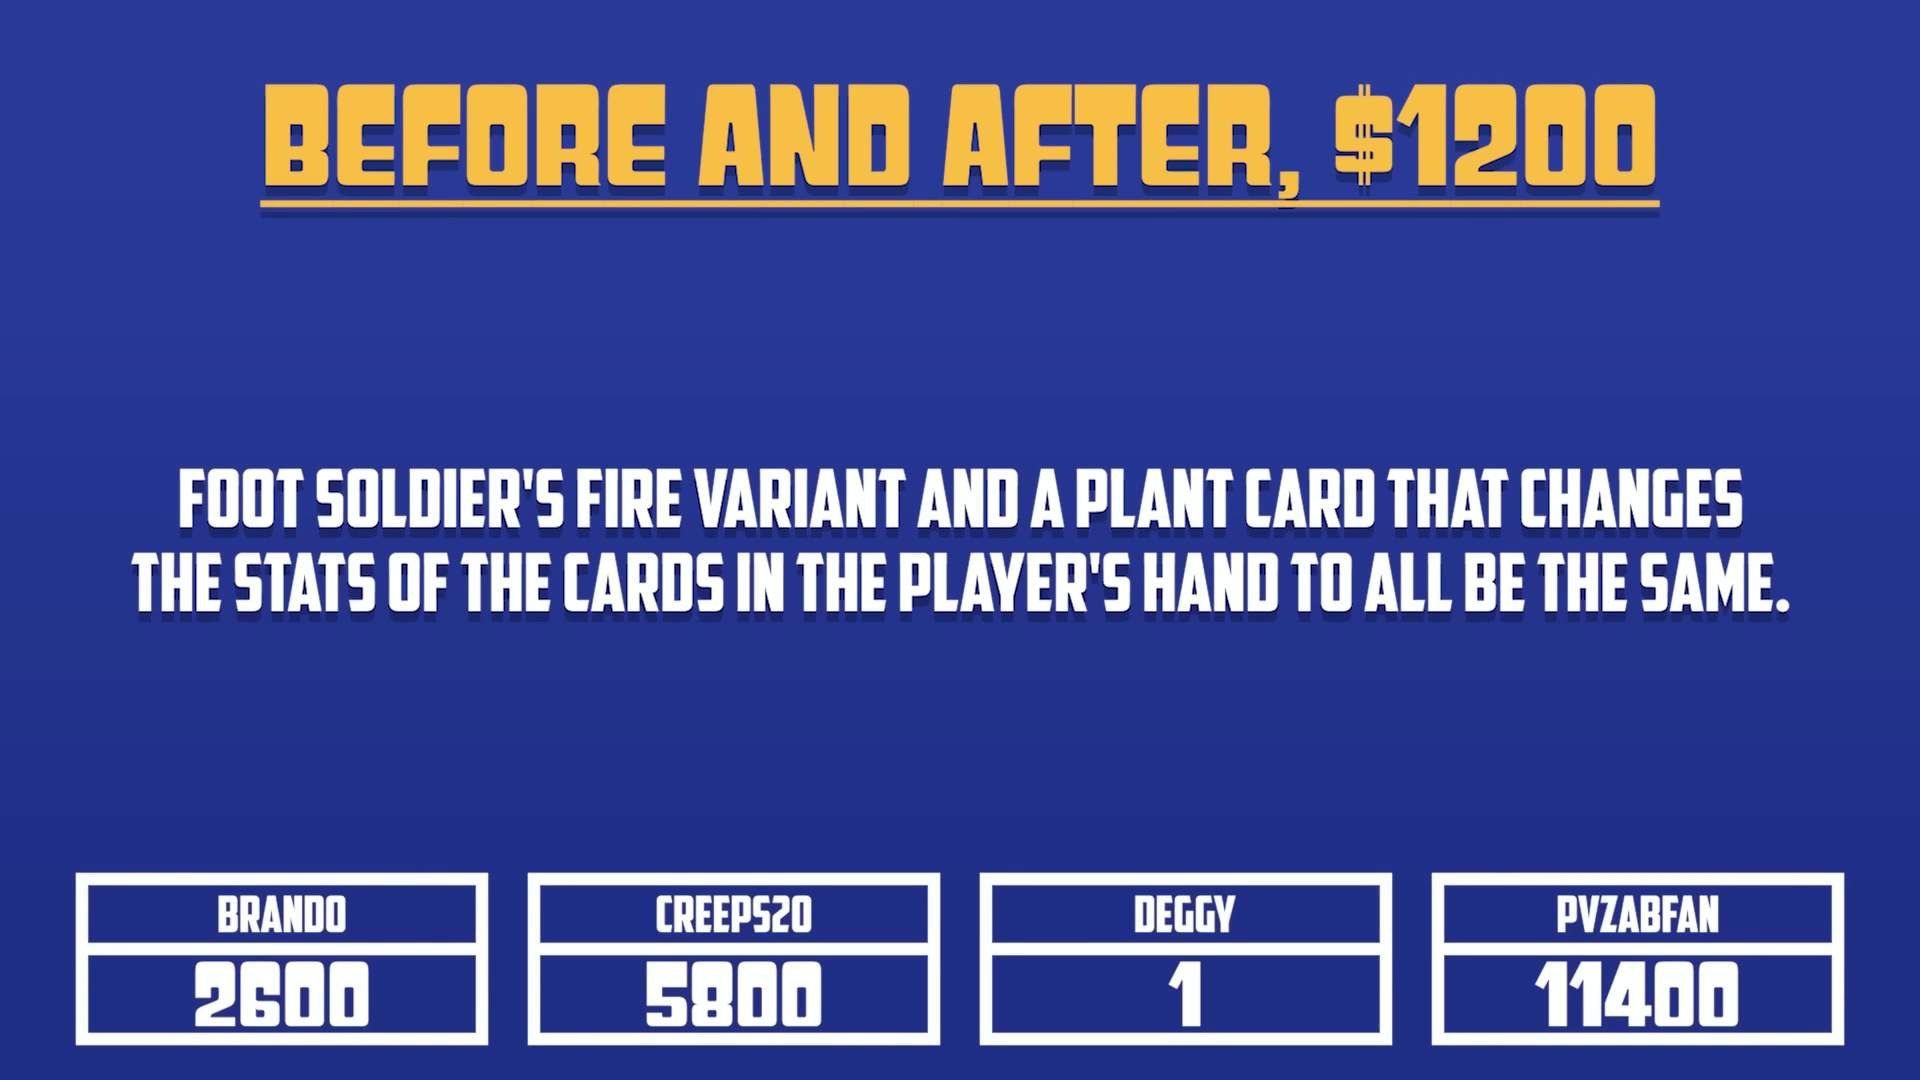 BEFORE AND AFTER, $1200
FOOT SOLDIER'S FIRE VARIANT AND A PLANT CARD THAT CHANGES
THE STATS OF THE CARDS IN THE PLAYER'S HAND TO ALL BE THE SAME.
BRANDO
2600
CREEPS20
5800
DEGGY
1
PVZABFAN
11400